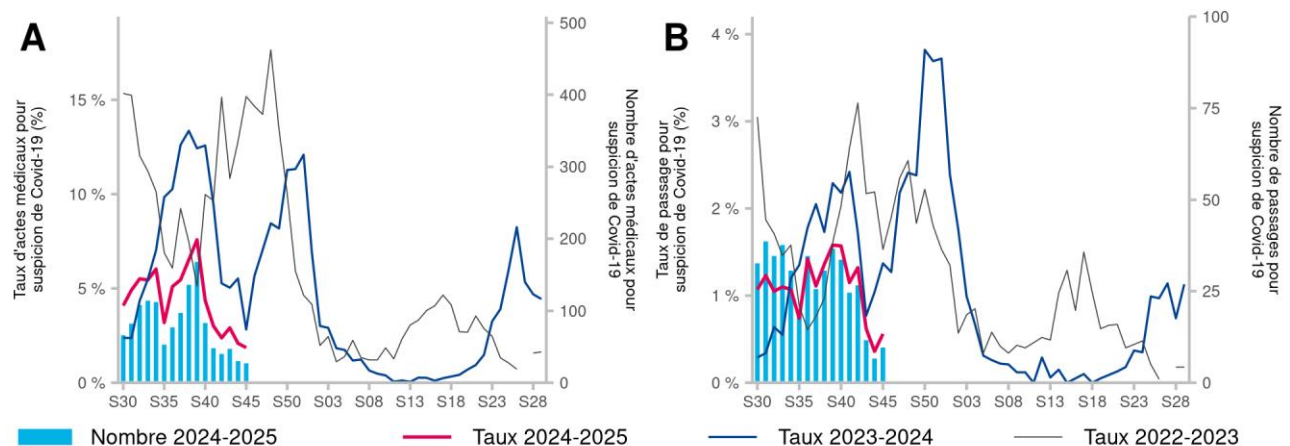 A
B
Taux d'actes médicaux pour
suspicion de Covid-19 (%)
15 %
10 %
5 %
0 %
500
400
300
200
100
0
Nombre d'actes médicaux pour
suspicion de Covid-19
S30 S35 S40 S45 S50 S03 S08 S13 S18 S23 S28
Taux de passage pour
suspicion de Covid-19 (%)
4 %
3 %
2 %
1 %
0 %
100
75
50
25
0
Nombre de passages pour
suspicion de Covid-19
S30 S35 S40 S45 S50 S03 S08 S13 S18 S23 S28
Nombre 2024-2025 Taux 2024-2025 Taux 2023-2024 Taux 2022-2023